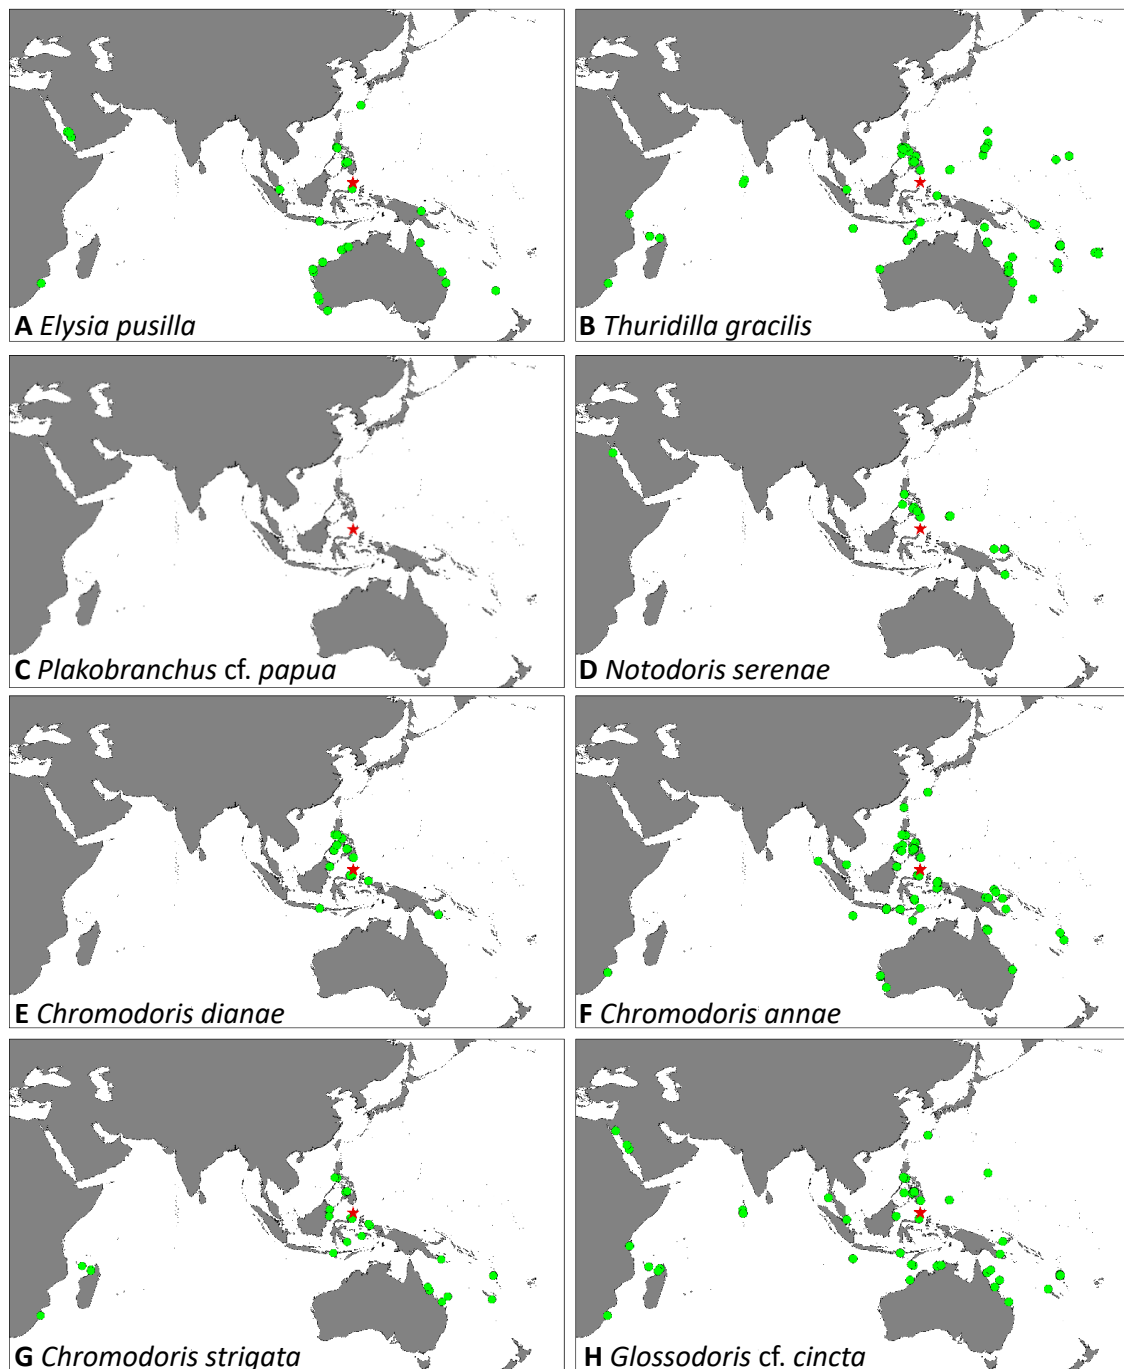 A Elysia pusilla
B Thuridilla gracilis
C Plakobranchus cf. papua
D Notodoris serenae
E Chromodoris dianae
F Chromodoris annae
G Chromodoris strigata
H Glossodoris cf. cincta